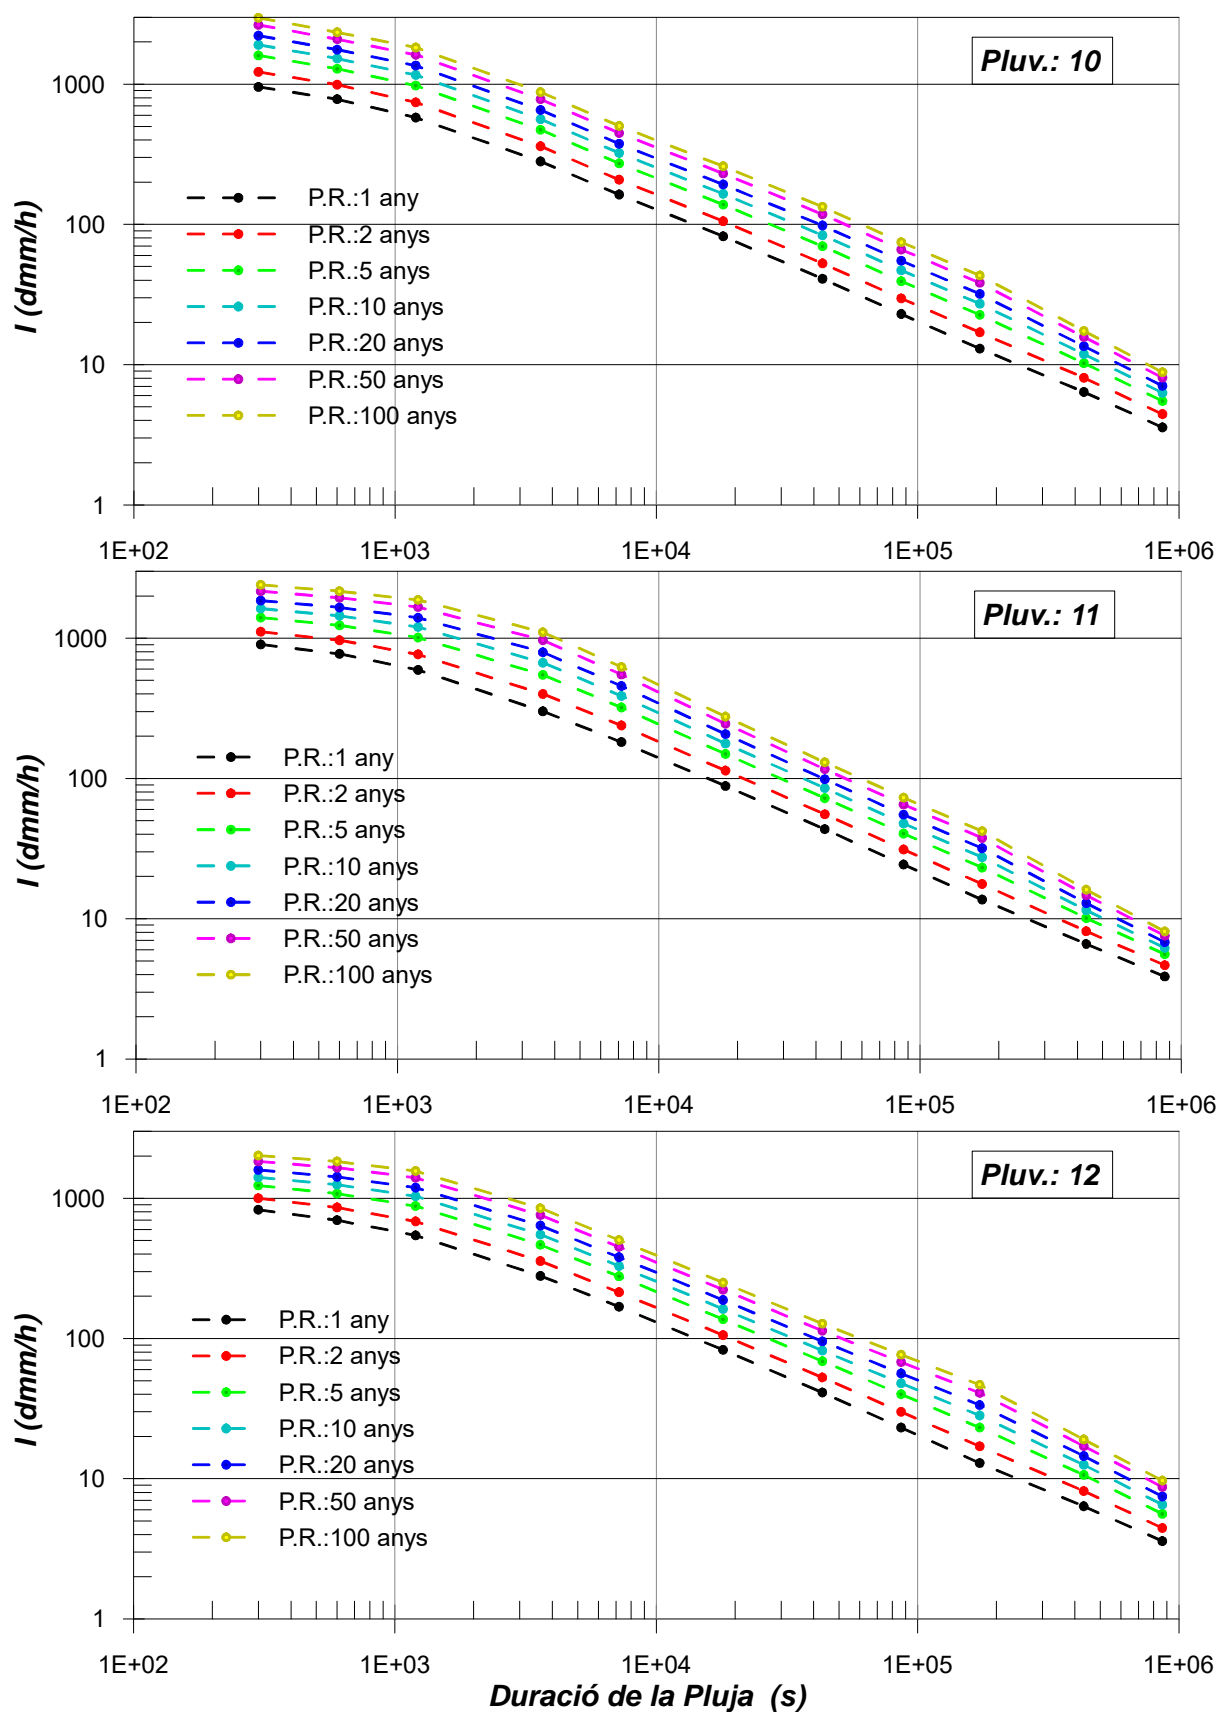 1000
100
10
1
I (dmm/h)
Pluv.: 10
P.R.:1 any
P.R.:2 anys
P.R.:5 anys
P.R.:10 anys
P.R.:20 anys
P.R.:50 anys
P.R.:100 anys
1E+02 1E+03 1E+04 1E+05 1E+06
1000
100
10
1
I (dmm/h)
Pluv.: 11
P.R.:1 any
P.R.:2 anys
P.R.:5 anys
P.R.:10 anys
P.R.:20 anys
P.R.:50 anys
P.R.:100 anys
1E+02 1E+03 1E+04 1E+05 1E+06
1000
100
10
1
I (dmm/h)
Pluv.: 12
P.R.:1 any
P.R.:2 anys
P.R.:5 anys
P.R.:10 anys
P.R.:20 anys
P.R.:50 anys
P.R.:100 anys
1E+02 1E+03 1E+04 1E+05 1E+06
Duració de la Pluja (s)